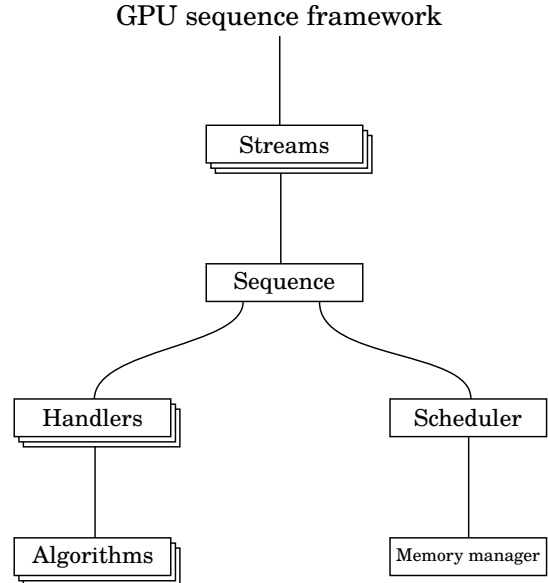 GPU sequence framework
Streams
Sequence
Handlers
Scheduler
Algorithms
Memory manager